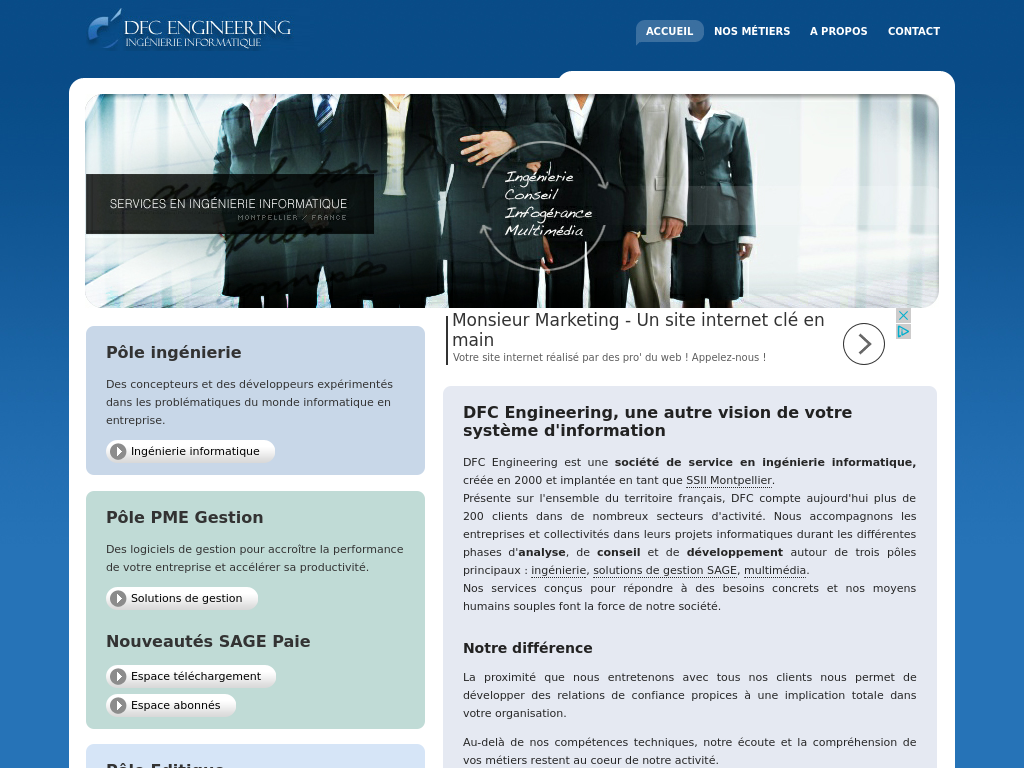 DFC ENGINEERING
INGÉNIERIE INFORMATIQUE
ACCUEIL NOS MÉTIERS A PROPOS CONTACT
SERVICES EN INGÉNIERIE INFORMATIQUE
MONTPELLIER / FRANCE
Ingénierie
Conseil
Infogérance
Multimédia
Pôle ingénierie
Des concepteurs et des développeurs expérimentés
dans les problématiques du monde informatique en
entreprise.
Ingénierie informatique
Pôle PME Gestion
Des logiciels de gestion pour accroître la performance
de votre entreprise et accélérer sa productivité.
Solutions de gestion
Nouveautés SAGE Paie
Espace téléchargement
Espace abonnés
Pôle Editique
Monsieur Marketing - Un site internet clé en
main
Votre site internet réalisé par des pro' du web ! Appelez-nous !
DFC Engineering, une autre vision de votre
système d'information
DFC Engineering est une société de service en ingénierie informatique,
créée en 2000 et implantée en tant que SSII Montpellier.
Présente sur l'ensemble du territoire français, DFC compte aujourd'hui plus de
200 clients dans de nombreux secteurs d'activité. Nous accompagnons les
entreprises et collectivités dans leurs projets informatiques durant les différentes
phases d'analyse, de conseil et de développement autour de trois pôles
principaux : ingénierie, solutions de gestion SAGE, multimédia.
Nos services conçus pour répondre à des besoins concrets et nos moyens
humains souples font la force de notre société.
Notre différence
La proximité que nous entretenons avec tous nos clients nous permet de
développer des relations de confiance propices à une implication totale dans
votre organisation.
Au-delà de nos compétences techniques, notre écoute et la compréhension de
vos métiers restent au coeur de notre activité.